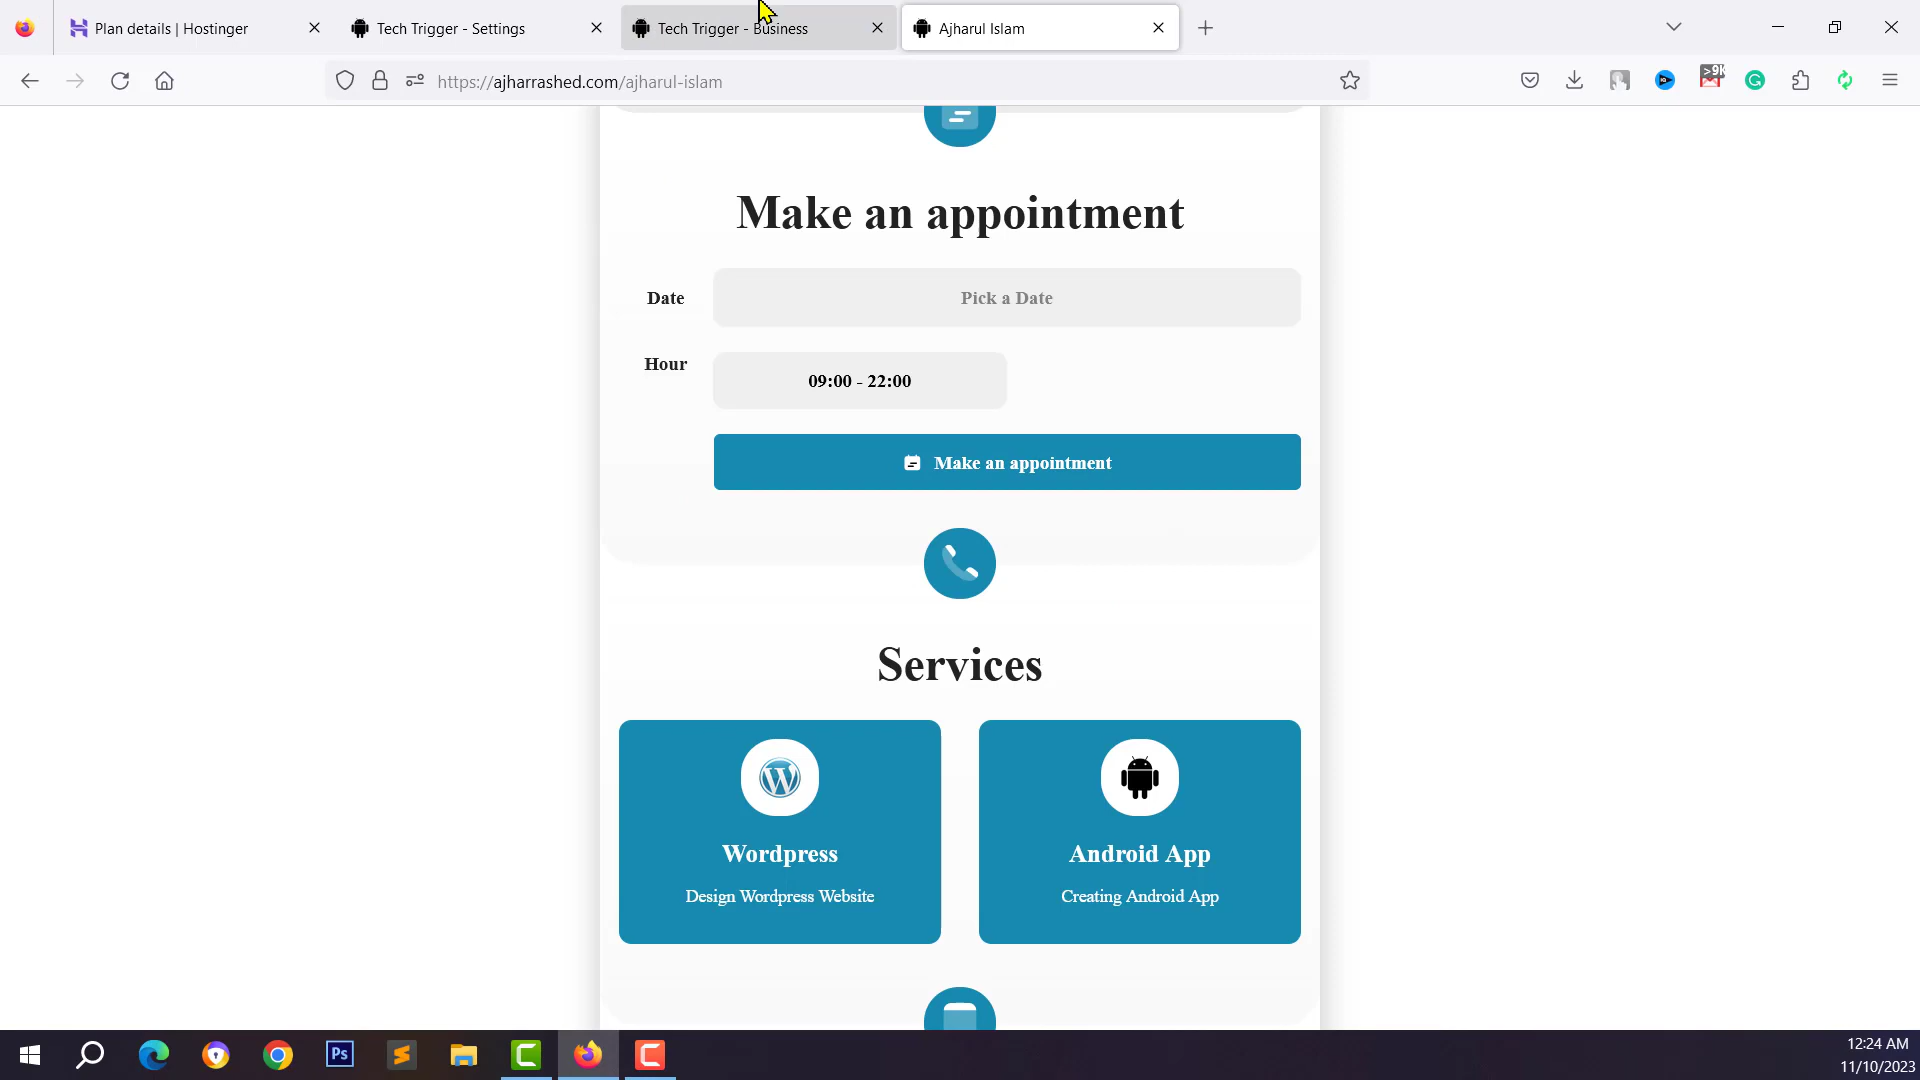 Plan details | Hostinger
Tech Trigger - Settings
Tech Trigger - Business
Ajharul Islam
https://ajharrashed.com/ajharul-islam
>9K
Make an appointment
Date
Pick a Date
Hour
09:00 - 22:00
Make an appointment
Services
Wordpress
Design Wordpress Website
Android App
Creating Android App
Ps
12:24 AM
11/10/2023